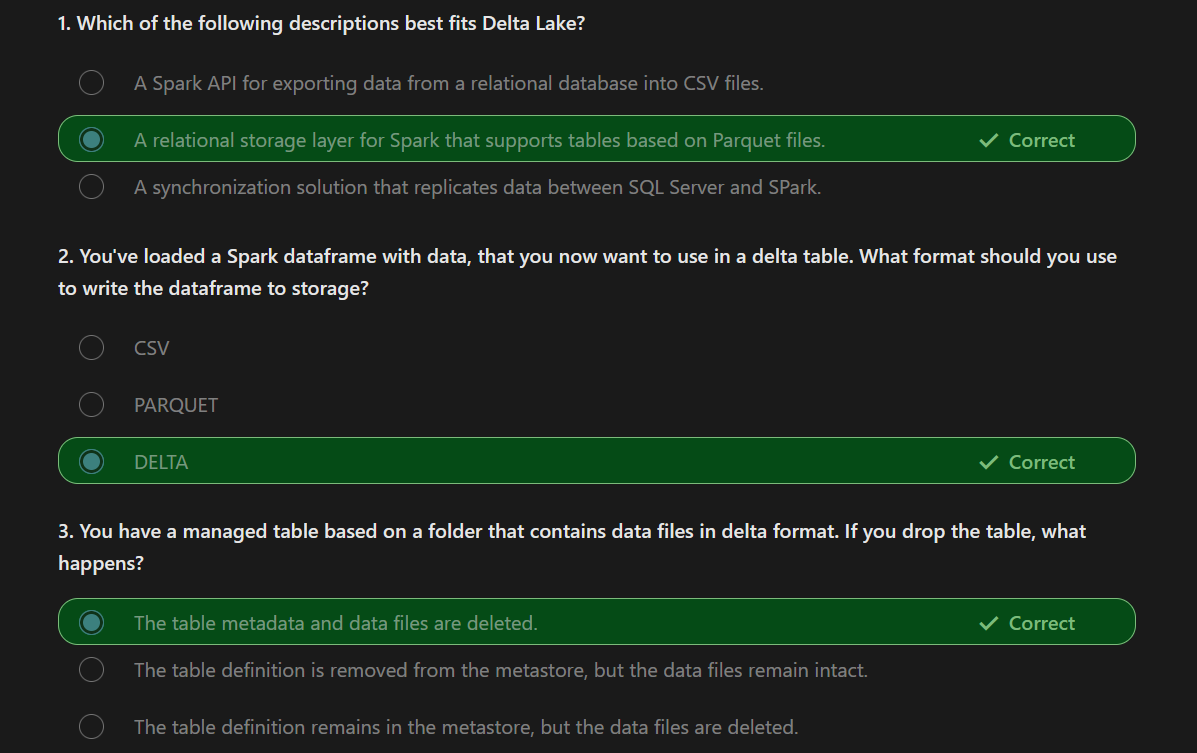 1. Which of the following descriptions best fits Delta Lake?
A Spark API for exporting data from a relational database into CSV files.
A relational storage layer for Spark that supports tables based on Parquet files.
Correct
A synchronization solution that replicates data between SQL Server and SPark.
2. You've loaded a Spark dataframe with data, that you now want to use in a delta table. What format should you use
to write the dataframe to storage?
CSV
PARQUET
DELTA
Correct
3. You have a managed table based on a folder that contains data files in delta format. If you drop the table, what
happens?
The table metadata and data files are deleted.
Correct
The table definition is removed from the metastore, but the data files remain intact.
The table definition remains in the metastore, but the data files are deleted.